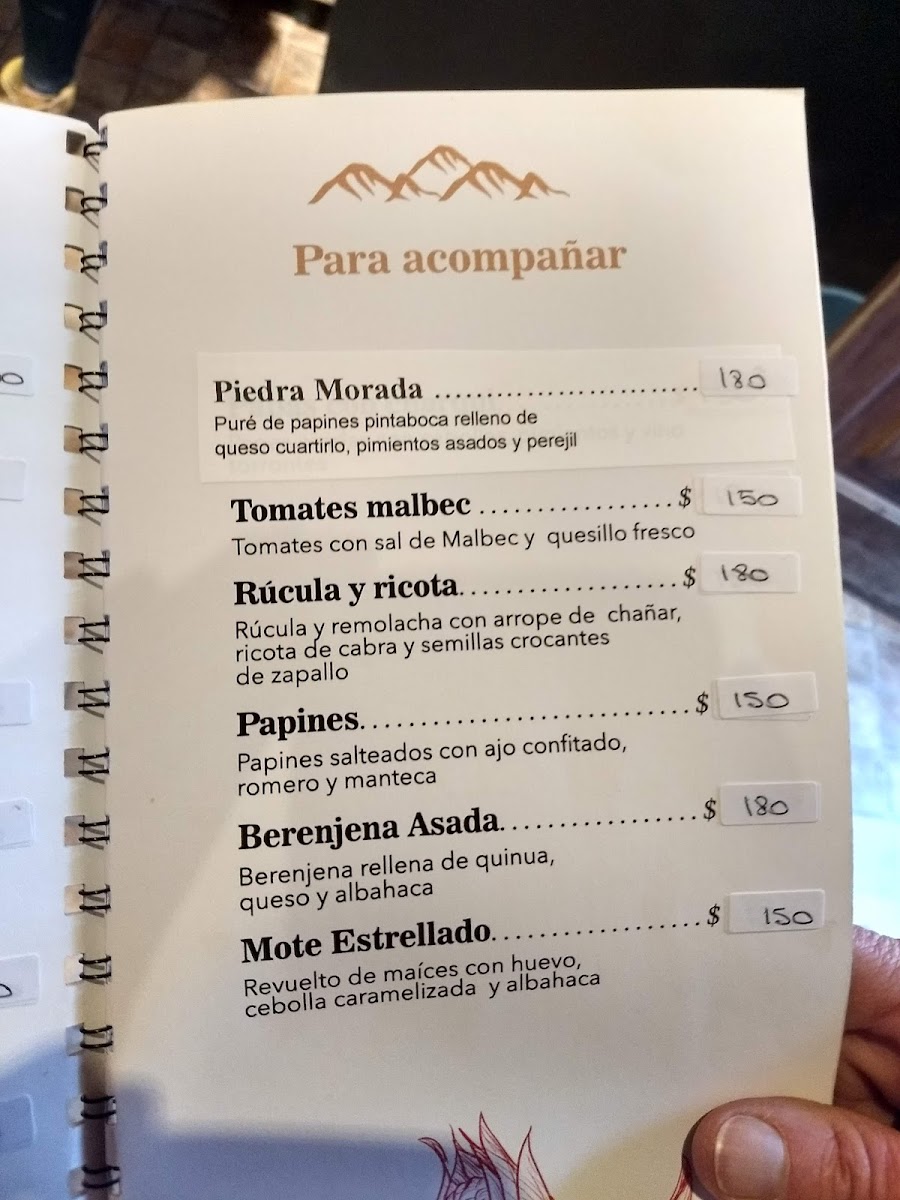 Para acompañar
Piedra Morada ............................ 180
Puré de papines pintaboca relleno de
queso cuartirlo, pimientos asados y perejil
Tomates malbec .................. $ 150
Tomates con sal de Malbec y quesillo fresco
Rúcula y ricota.................... $ 180
Rúcula y remolacha con arrope de chañar,
ricota de cabra y semillas crocantes
de zapallo
Papines............................. $ 150
Papines salteados con ajo confitado,
romero y manteca
Berenjena Asada.................. $ 180
Berenjena rellena de quinua,
queso y albahaca
Mote Estrellado................... $ 150
Revuelto de maíces con huevo,
cebolla caramelizada y albahaca